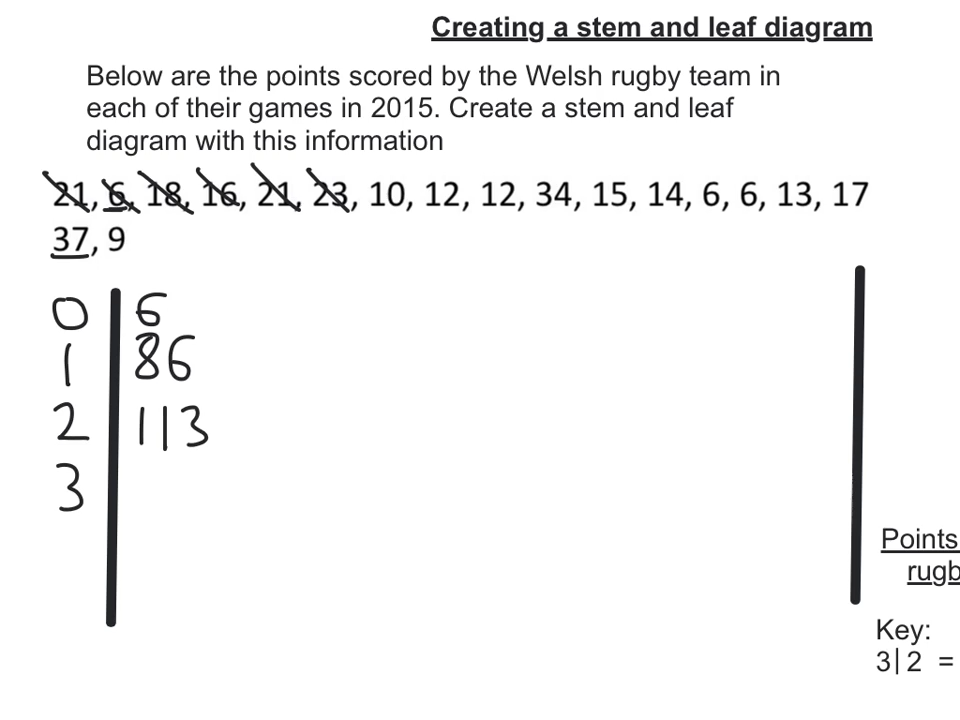 Creating a stem and leaf diagram
Below are the points scored by the Welsh rugby team in
each of their games in 2015. Create a stem and leaf
diagram with this information
21, 6, 18, 16, 21, 23, 10, 12, 12, 34, 15, 14, 6, 6, 13, 17
37, 9
0 | 6
1 | 86
2 | 113
3 |
Points
rugb
Key:
3|2 =